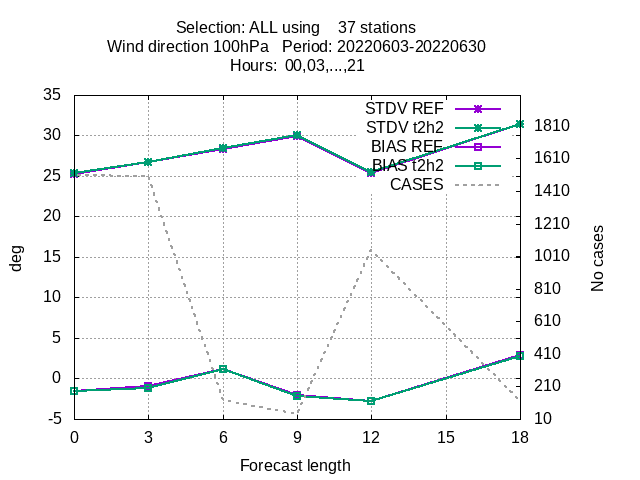 Selection: ALL using    37 stations
Wind direction 100hPa   Period: 20220603-20220630
Hours:  00,03,...,21
STDV REF
STDV t2h2
BIAS REF
BIAS t2h2
CASES
35
30
25
20
15
10
5
0
-5
deg
1810
1610
1410
1210
1010
810
610
410
210
10
No cases
0 3 6 9 12 15 18
Forecast length